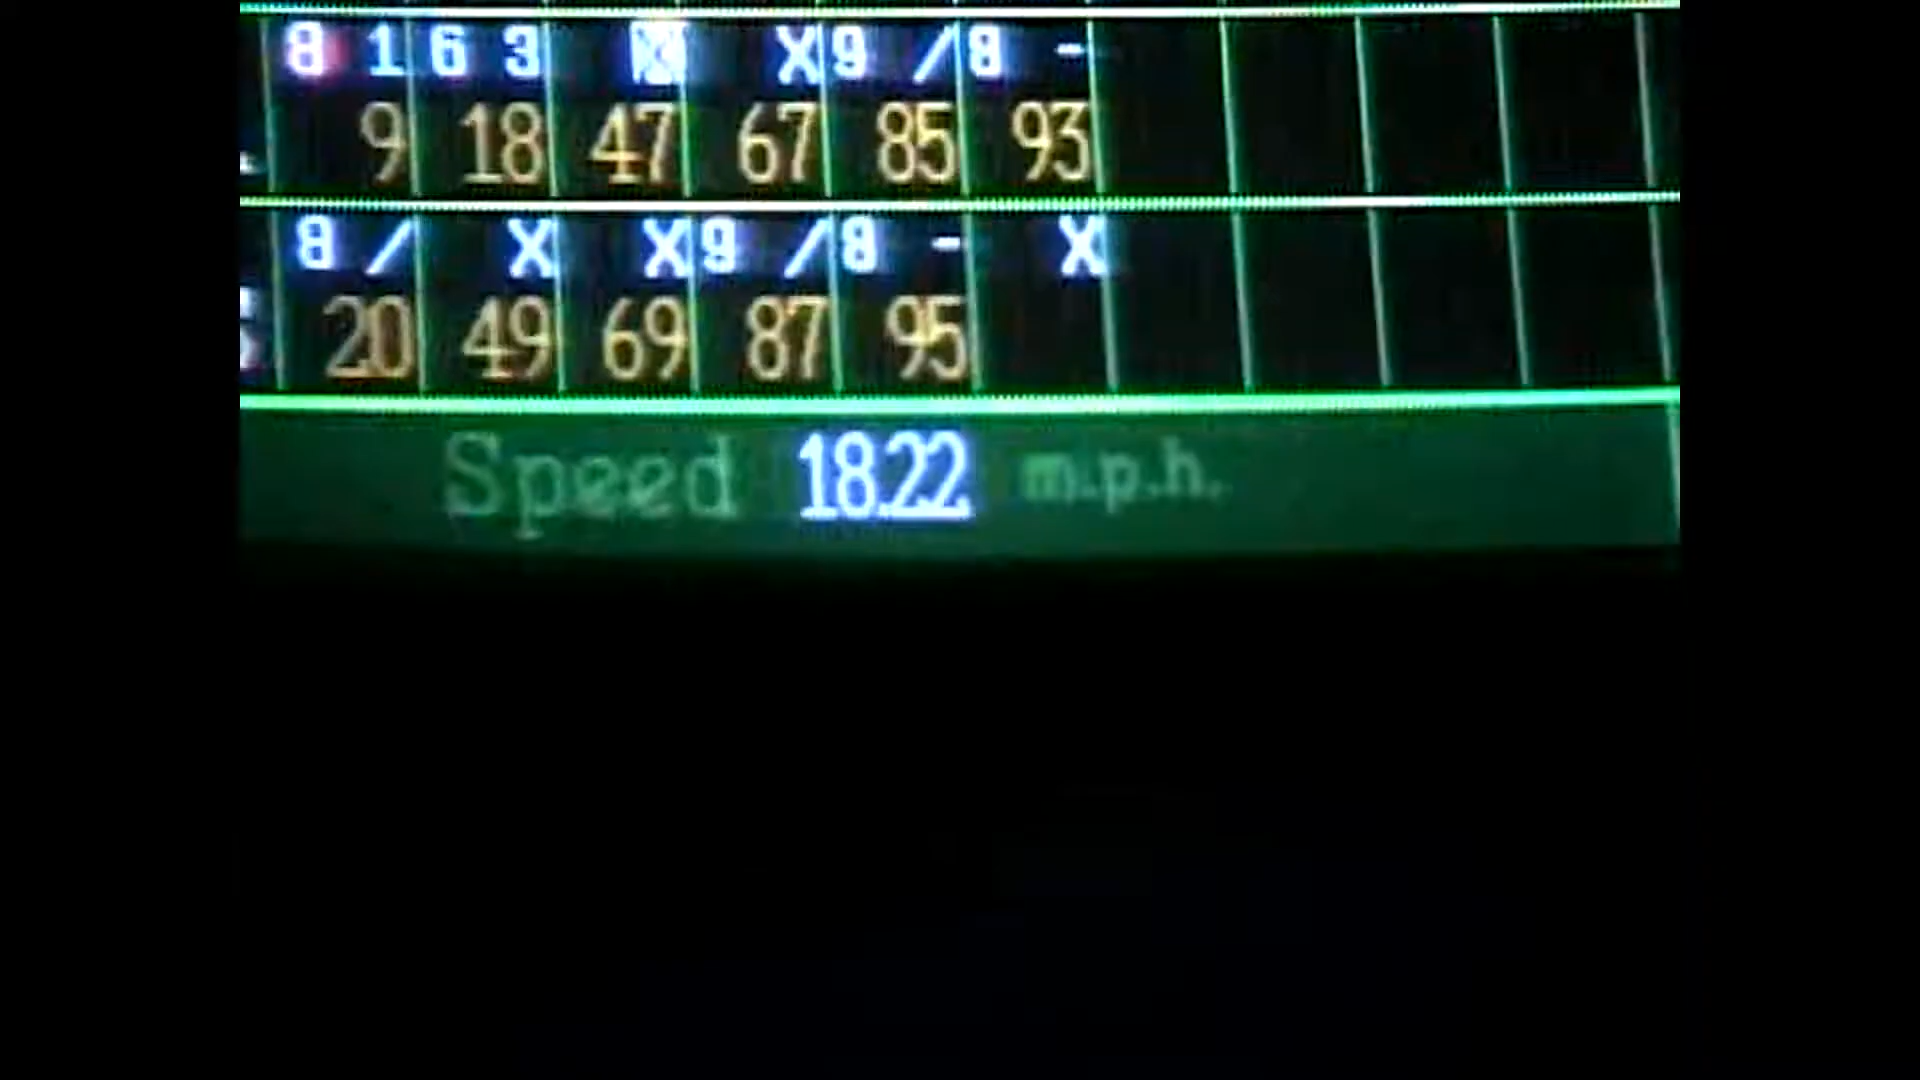 8 1 6 3 X X 9 / 8 -
9 18 47 67 85 93
8 / X X 9 / 8 - X
20 49 69 87 95
Speed 18.22 m.p.h.